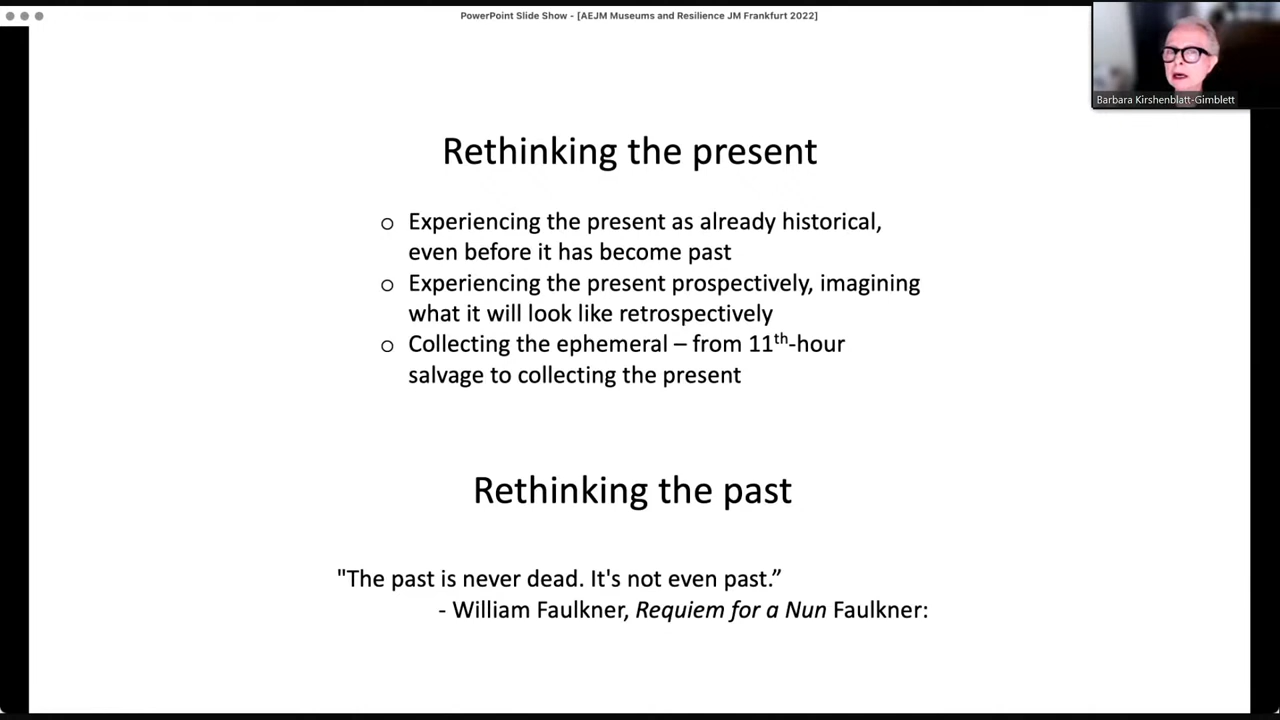 PowerPoint Slide Show - [AEJM Museums and Resilience JM Frankfurt 2022]
Barbara Kirshenblatt-Gimblett
Rethinking the present
o Experiencing the present as already historical,
even before it has become past
o Experiencing the present prospectively, imagining
what it will look like retrospectively
o Collecting the ephemeral – from 11th-hour
salvage to collecting the present
Rethinking the past
"The past is never dead. It's not even past.”
- William Faulkner, Requiem for a Nun Faulkner: